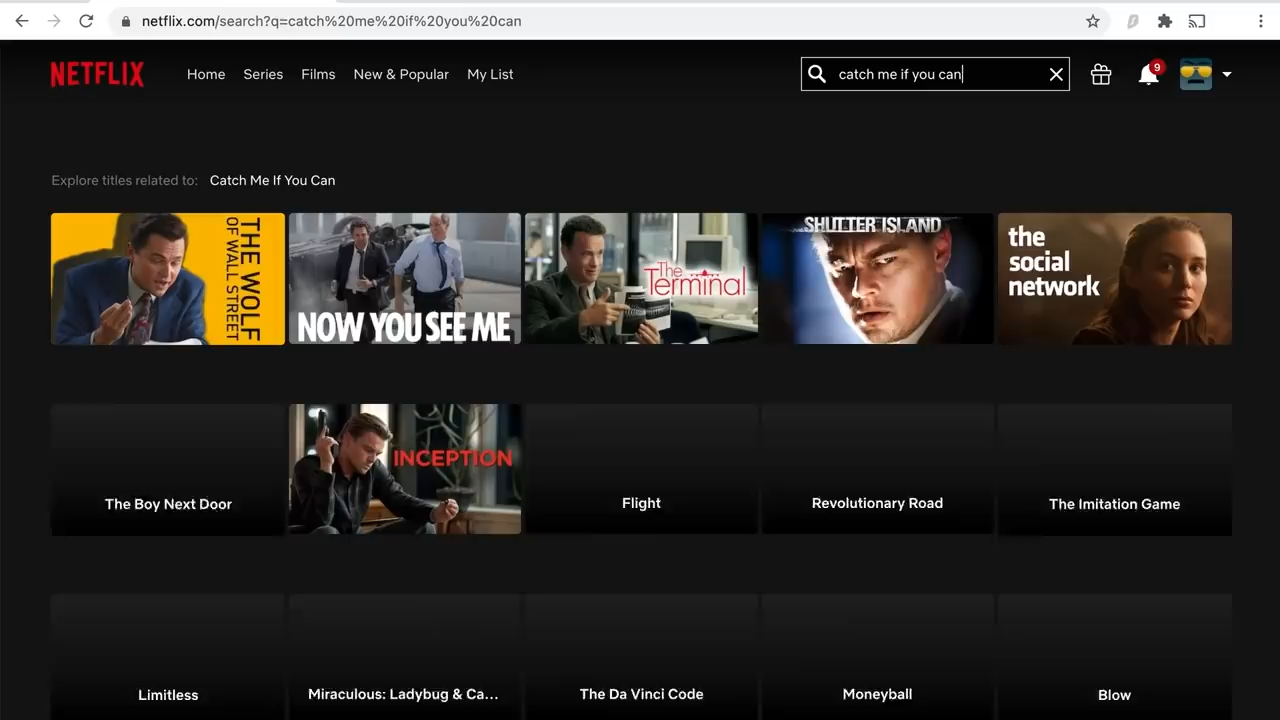 netflix.com/search?q=catch%20me%20if%20you%20can
NETFLIX
Home
Series
Films
New & Popular
My List
catch me if you can
9
Explore titles related to:
Catch Me If You Can
THE WOLF
OF WALL STREET
NOW YOU SEE ME
The
Terminal
SHUTTER ISLAND
the
social
network
The Boy Next Door
INCEPTION
Flight
Revolutionary Road
The Imitation Game
Limitless
Miraculous: Ladybug & Ca...
The Da Vinci Code
Moneyball
Blow